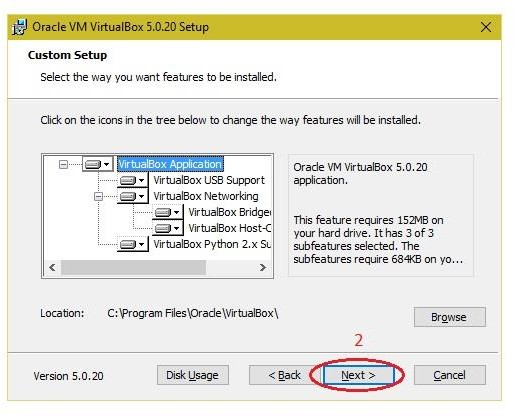 Oracle VM VirtualBox 5.0.20 Setup
Custom Setup
Select the way you want features to be installed.
Click on the icons in the tree below to change the way features will be installed.
VirtualBox Application
VirtualBox USB Support
VirtualBox Networking
VirtualBox Bridge
VirtualBox Host-C
VirtualBox Python 2.x Su
Oracle VM VirtualBox 5.0.20
application.
This feature requires 152MB on
your hard drive. It has 3 of 3
subfeatures selected. The
subfeatures require 684KB on yo...
Location: C:\Program Files\Oracle\VirtualBox\
Browse
2
Version 5.0.20 Disk Usage < Back Next > Cancel